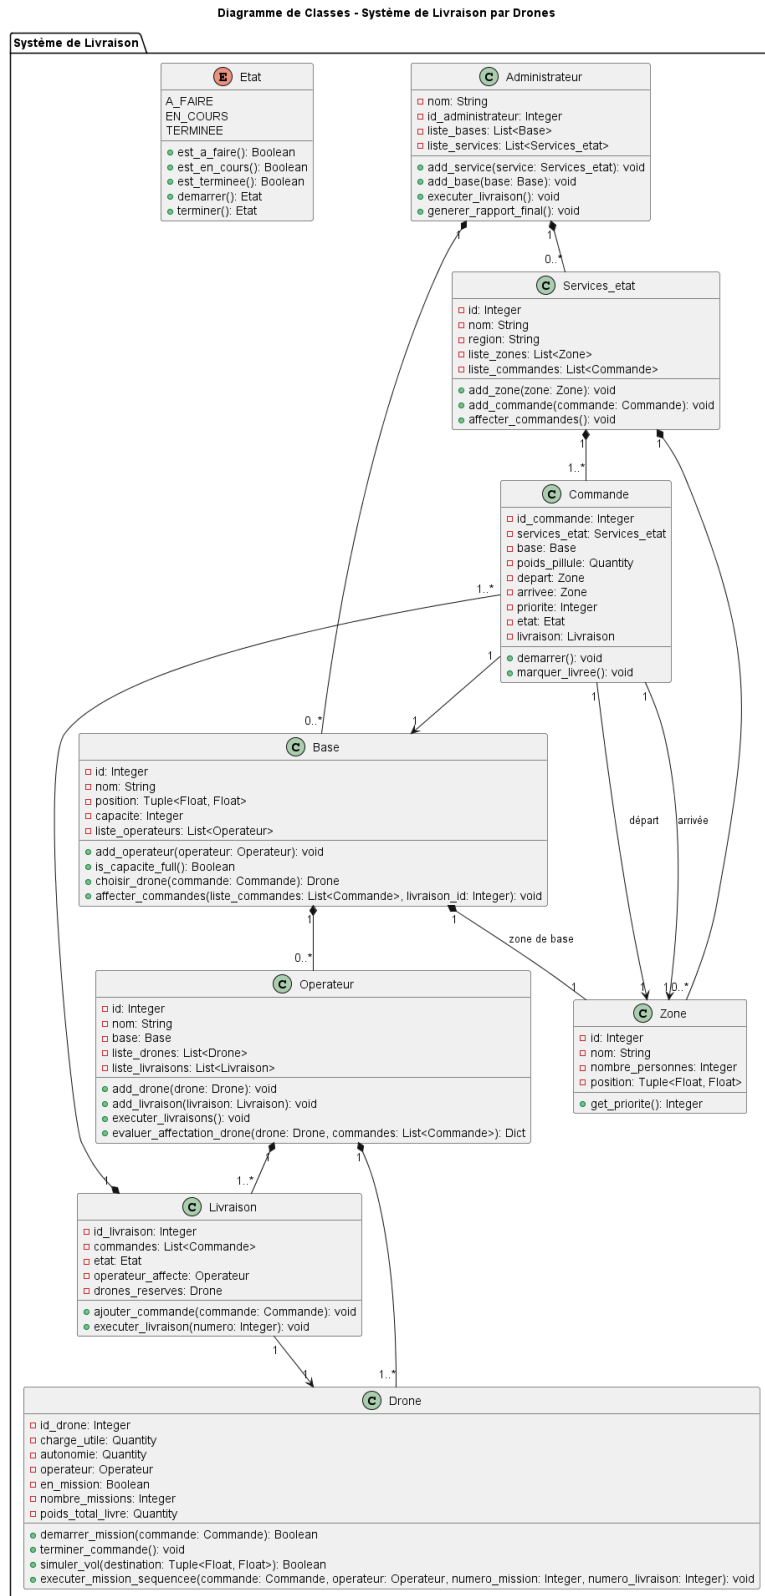 Diagramme de Classes - Système de Livraison par Drones
Système de Livraison
E Etat
A_FAIRE
EN_COURS
TERMINEE
est_a_faire(): Boolean
est_en_cours(): Boolean
est_terminee(): Boolean
demarrer(): Etat
terminer(): Etat
C Administrateur
nom: String
id_administrateur: Integer
liste_bases: List<Base>
liste_services: List<Services_etat>
add_service(service: Services_etat): void
add_base(base: Base): void
executer_livraison(): void
generer_rapport_final(): void
1
1
0..*
C Services_etat
id: Integer
nom: String
region: String
liste_zones: List<Zone>
liste_commandes: List<Commande>
add_zone(zone: Zone): void
add_commande(commande: Commande): void
affecter_commandes(): void
1
1
1..*
C Commande
id_commande: Integer
services_etat: Services_etat
base: Base
poids_pillule: Quantity
depart: Zone
arrivee: Zone
priorite: Integer
etat: Etat
livraison: Livraison
demarrer(): void
marquer_livree(): void
1..*
1
1
1
0..*
1
C Base
id: Integer
nom: String
position: Tuple<Float, Float>
capacite: Integer
liste_operateurs: List<Operateur>
add_operateur(operateur: Operateur): void
is_capacite_full(): Boolean
choisir_drone(commande: Commande): Drone
affecter_commandes(liste_commandes: List<Commande>, livraison_id: Integer): void
départ
arrivée
1
1
zone de base
0..*
1
1
1
0..*
C Operateur
id: Integer
nom: String
base: Base
liste_drones: List<Drone>
liste_livraisons: List<Livraison>
add_drone(drone: Drone): void
add_livraison(livraison: Livraison): void
executer_livraisons(): void
evaluer_affectation_drone(drone: Drone, commandes: List<Commande>): Dict
C Zone
id: Integer
nom: String
nombre_personnes: Integer
position: Tuple<Float, Float>
get_priorite(): Integer
1
1
1
1..*
C Livraison
id_livraison: Integer
commandes: List<Commande>
etat: Etat
operateur_affecte: Operateur
drones_reserves: Drone
ajouter_commande(commande: Commande): void
executer_livraison(numero: Integer): void
1
1
1..*
C Drone
id_drone: Integer
charge_utile: Quantity
autonomie: Quantity
operateur: Operateur
en_mission: Boolean
nombre_missions: Integer
poids_total_livre: Quantity
demarrer_mission(commande: Commande): Boolean
terminer_commande(): void
simuler_vol(destination: Tuple<Float, Float>): Boolean
executer_mission_sequencee(commande: Commande, operateur: Operateur, numero_mission: Integer, numero_livraison: Integer): void